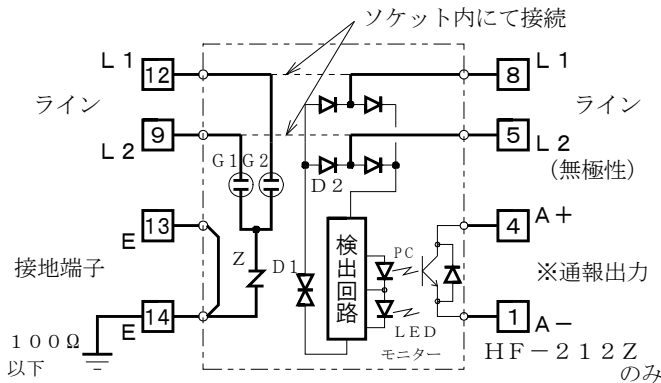 ソケット内にて接続
L1
12
8
L1
ライン
ライン
9
5
L2
G1G2
L2
D2
(無極性)
13
4
A+
E
検出回路
PC
Z
D1
接地端子
※通報出力
14
1
E
A−
LED
100Ω
以下
モニター
HF−212Z
のみ